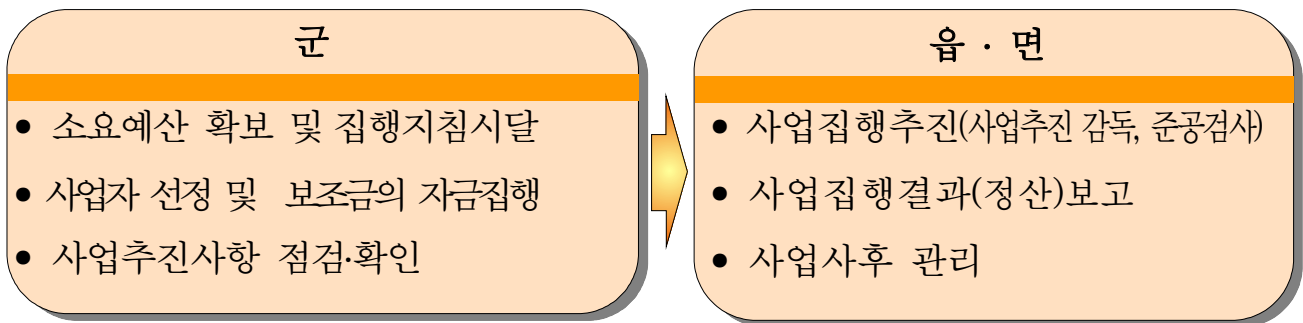 군
• 소요예산 확보 및 집행지침시달
• 사업자 선정 및 보조금의 자금집행
• 사업추진사항 점검·확인
읍 · 면
• 사업집행추진(사업추진 감독, 준공검사)
• 사업집행결과(정산)보고
• 사업사후 관리